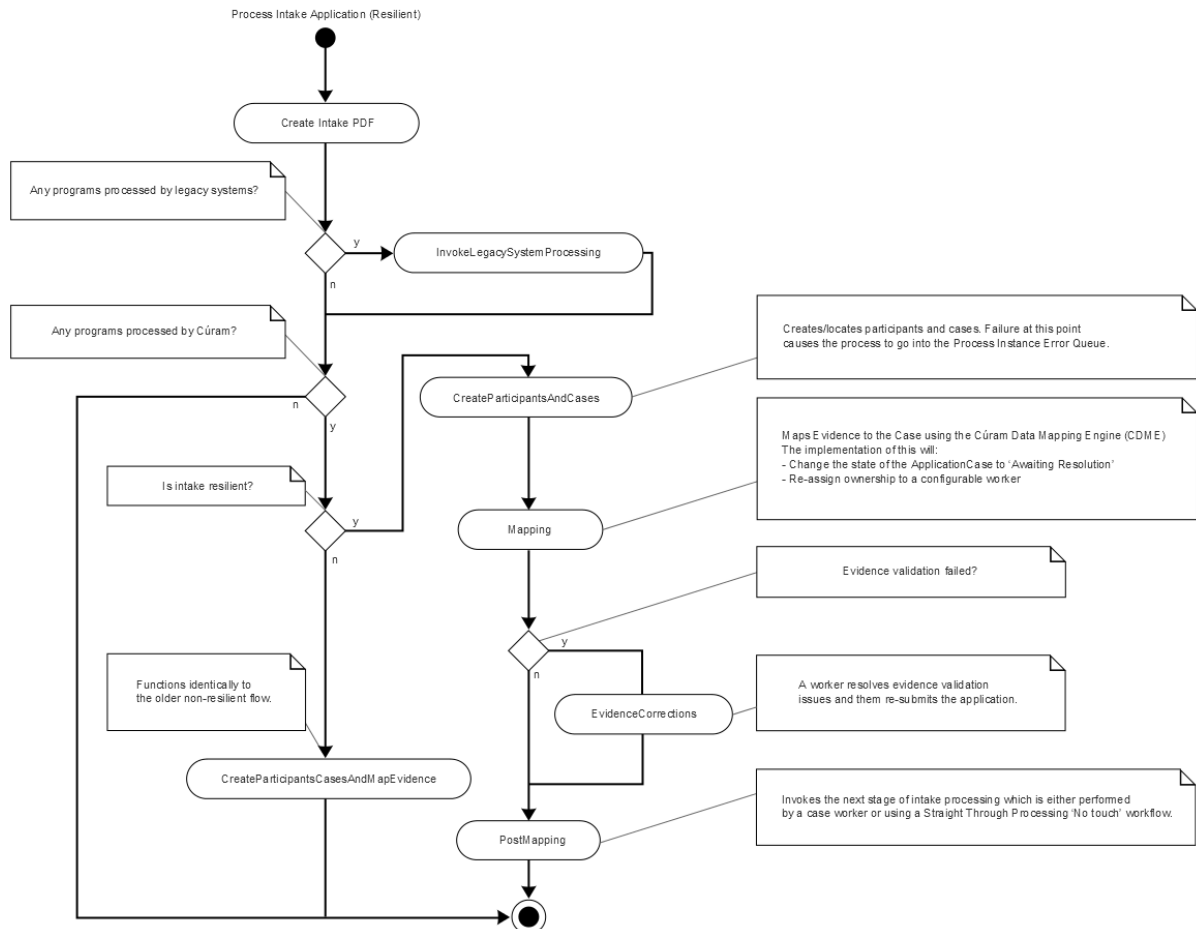 Process Intake Application (Resilient)
Create Intake PDF
Any programs processed by legacy systems?
y
InvokeLegacySystemProcessing
n
Any programs processed by Cúram?
n
y
Creates/locates participants and cases. Failure at this point
causes the process to go into the Process Instance Error Queue.
CreateParticipantsAndCases
Is intake resilient?
y
n
Maps Evidence to the Case using the Cúram Data Mapping Engine (CDME)
The implementation of this will:
- Change the state of the ApplicationCase to ‘Awaiting Resolution’
- Re-assign ownership to a configurable worker
Mapping
Evidence validation failed?
y
n
Functions identically to
the older non-resilient flow.
A worker resolves evidence validation
issues and them re-submits the application.
EvidenceCorrections
CreateParticipantsCasesAndMapEvidence
Invokes the next stage of intake processing which is either performed
by a case worker or using a Straight Through Processing ‘No touch’ workflow.
PostMapping